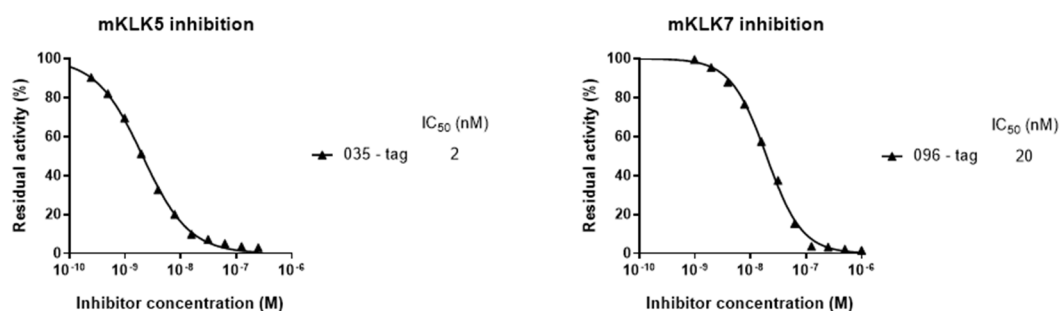 mKLK5 inhibition
Residual activity (%)
100
80
60
40
20
0
10-10
10-9
10-8
10-7
10-6
Inhibitor concentration (M)
IC50 (nM)
035 - tag 2
mKLK7 inhibition
Residual activity (%)
100
80
60
40
20
0
10-10
10-9
10-8
10-7
10-6
Inhibitor concentration (M)
IC50 (nM)
096 - tag 20